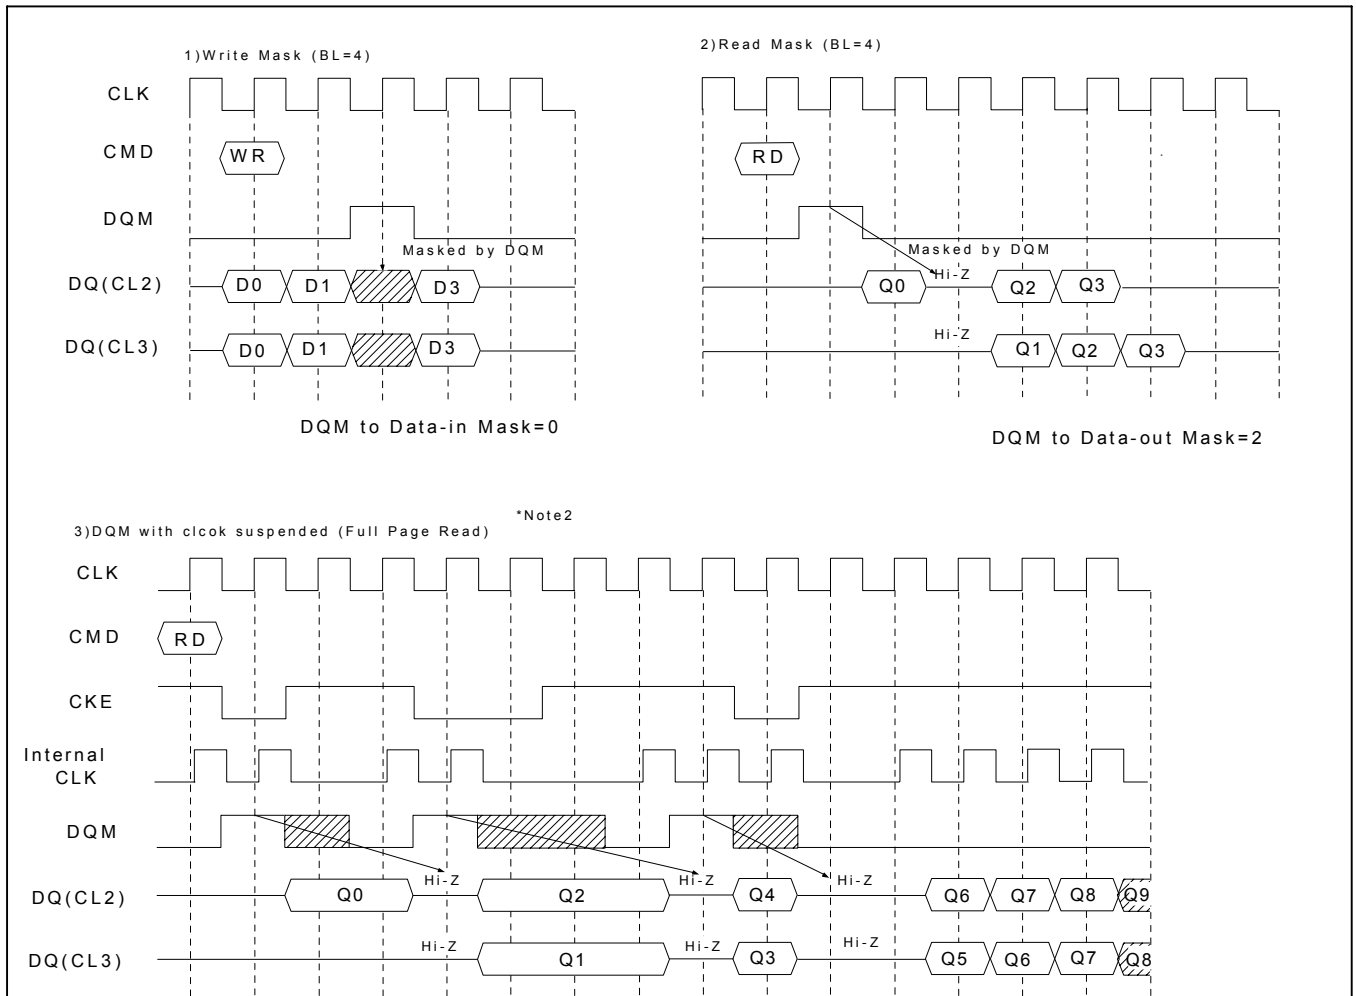 1)Write Mask (BL=4)
2)Read Mask (BL=4)
CLK
CMD
WR
RD
DQM
Masked by DQM
Masked by DQM
DQ(CL2)
D0
D1
D3
Q0
Hi-Z
Q2
Q3
DQ(CL3)
D0
D1
D3
Hi-Z
Q1
Q2
Q3
DQM to Data-in Mask=0
DQM to Data-out Mask=2
*Note2
3)DQM with clcok suspended (Full Page Read)
CLK
CMD
RD
CKE
Internal
CLK
DQM
DQ(CL2)
Q0
Hi-Z
Q2
Hi-Z
Q4
Hi-Z
Q6
Q7
Q8
Q9
DQ(CL3)
Hi-Z
Q1
Hi-Z
Q3
Hi-Z
Q5
Q6
Q7
Q8